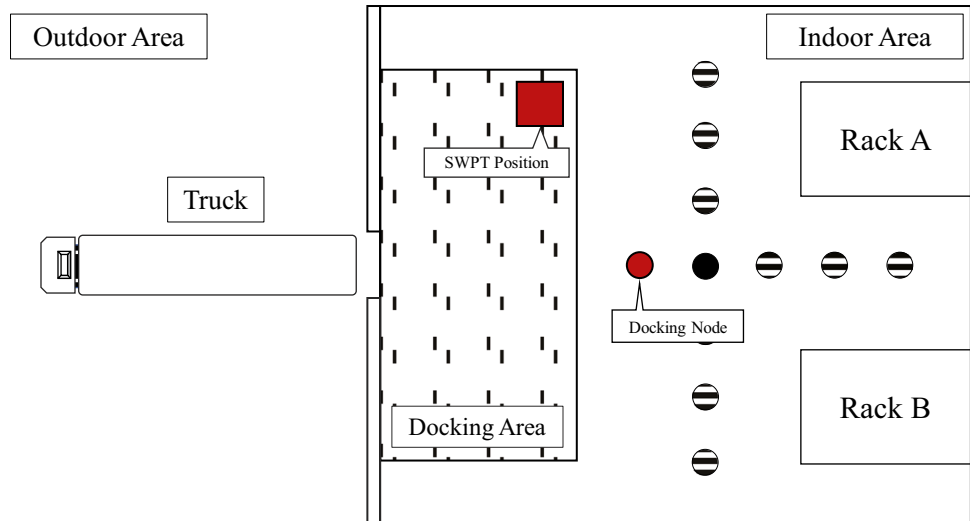 Outdoor Area
Indoor Area
Rack A
SWPT Position
Truck
Docking Node
Rack B
Docking Area